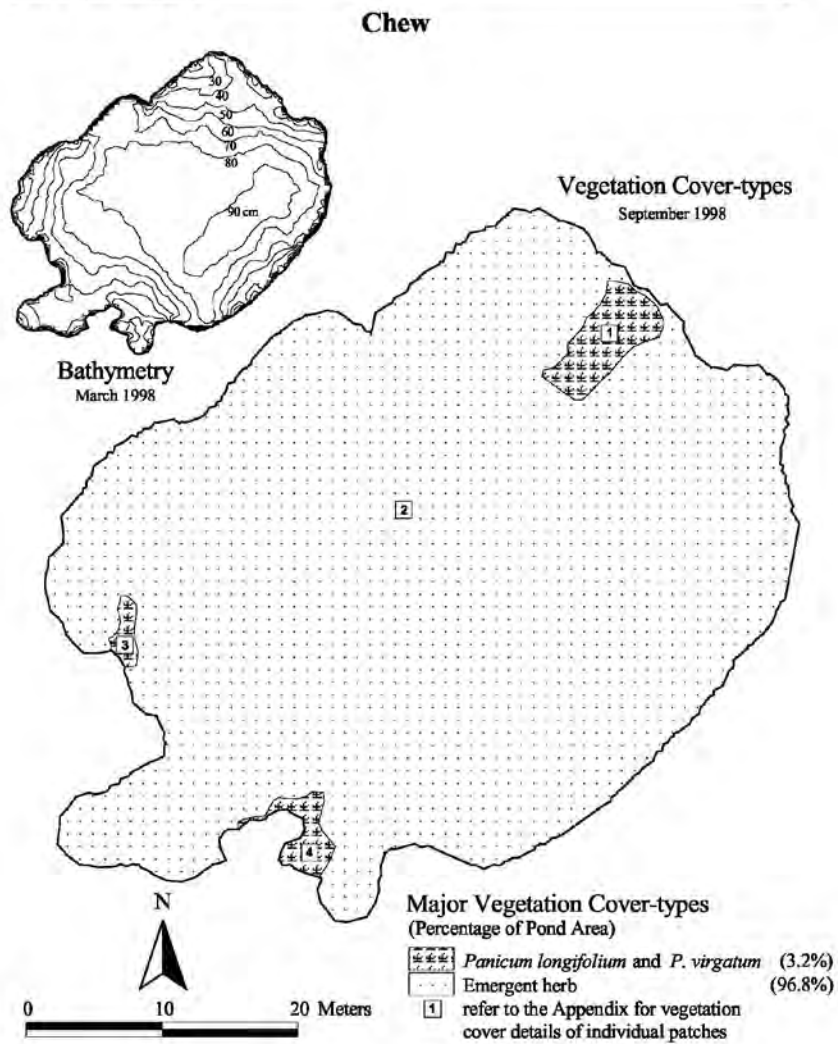 Chew
30
40
50
60
70
80
90 cm
Bathymetry
March 1998
Vegetation Cover-types
September 1998
1
2
3
4
N
0 10 20 Meters
Major Vegetation Cover-types
(Percentage of Pond Area)
Panicum longifolium and P. virgatum (3.2%)
Emergent herb (96.8%)
1 refer to the Appendix for vegetation
cover details of individual patches